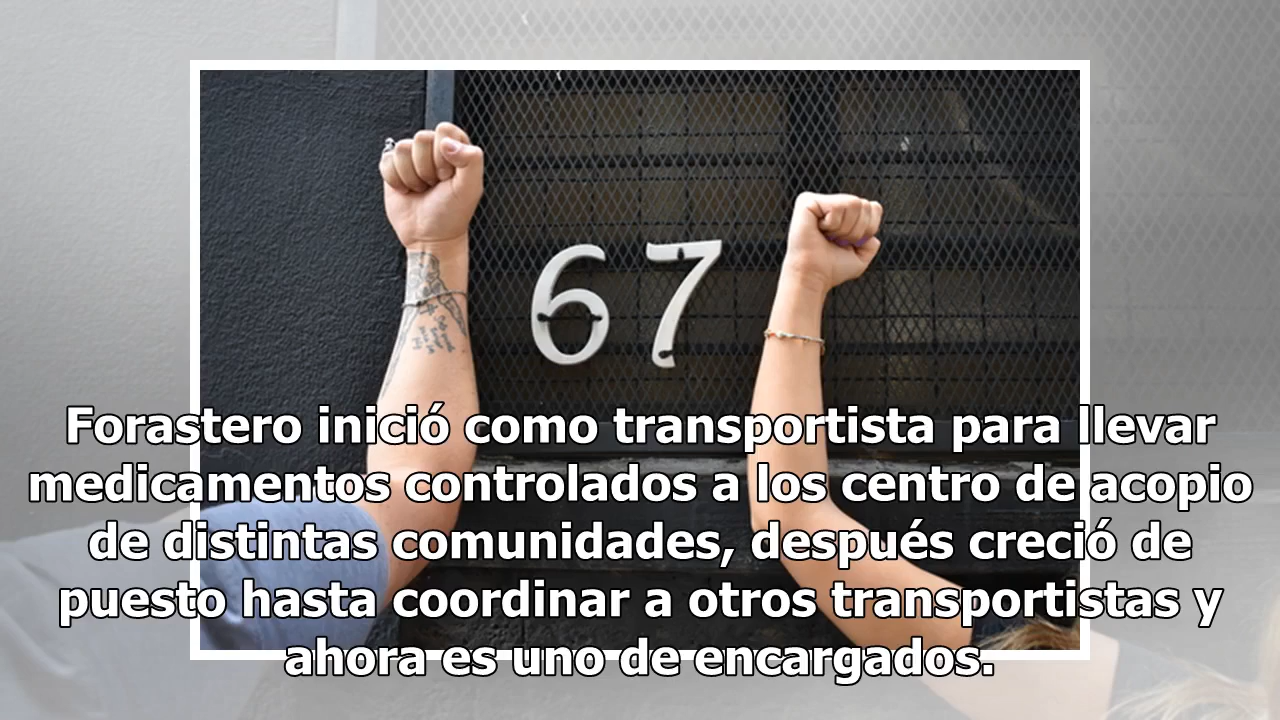 67
Forastero inició como transportista para llevar
medicamentos controlados a los centro de acopio
de distintas comunidades, después creció de
puesto hasta coordinar a otros transportistas y
ahora es uno de encargados.